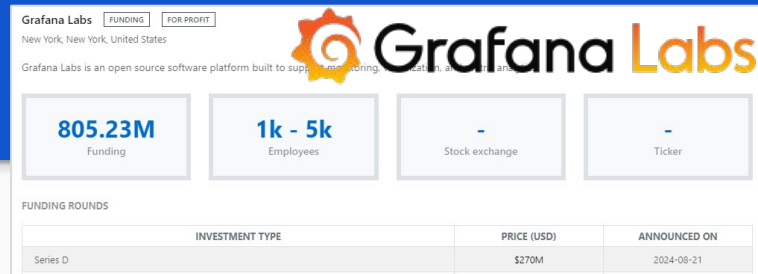 Grafana Labs FUNDING FOR PROFIT
Grafana Labs
New York, New York, United States
Grafana Labs is an open source software platform built to support monitoring,
805.23M
Funding
1k - 5k
Employees
-
Stock exchange
-
Ticker
FUNDING ROUNDS
INVESTMENT TYPE PRICE (USD) ANNOUNCED ON
Series D $270M 2024-08-21